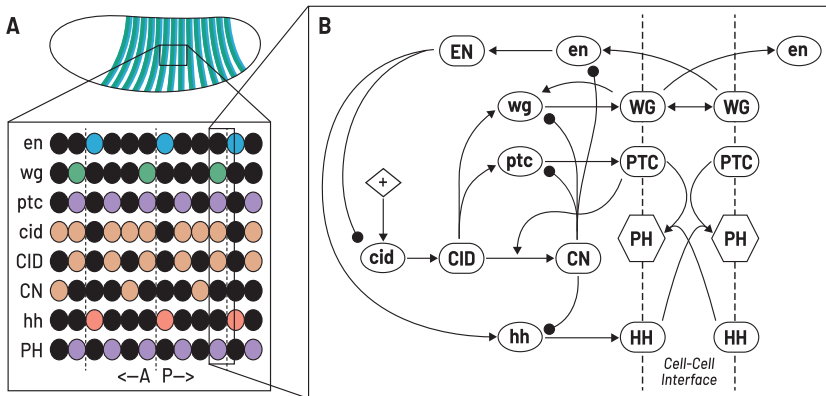 A
en
wg
ptc
cid
CID
CN
hh
PH
<—A P—>
B
EN en en
wg WG WG
ptc PTC PTC
+
PH PH
cid CID CN
hh HH HH
Cell-Cell
Interface